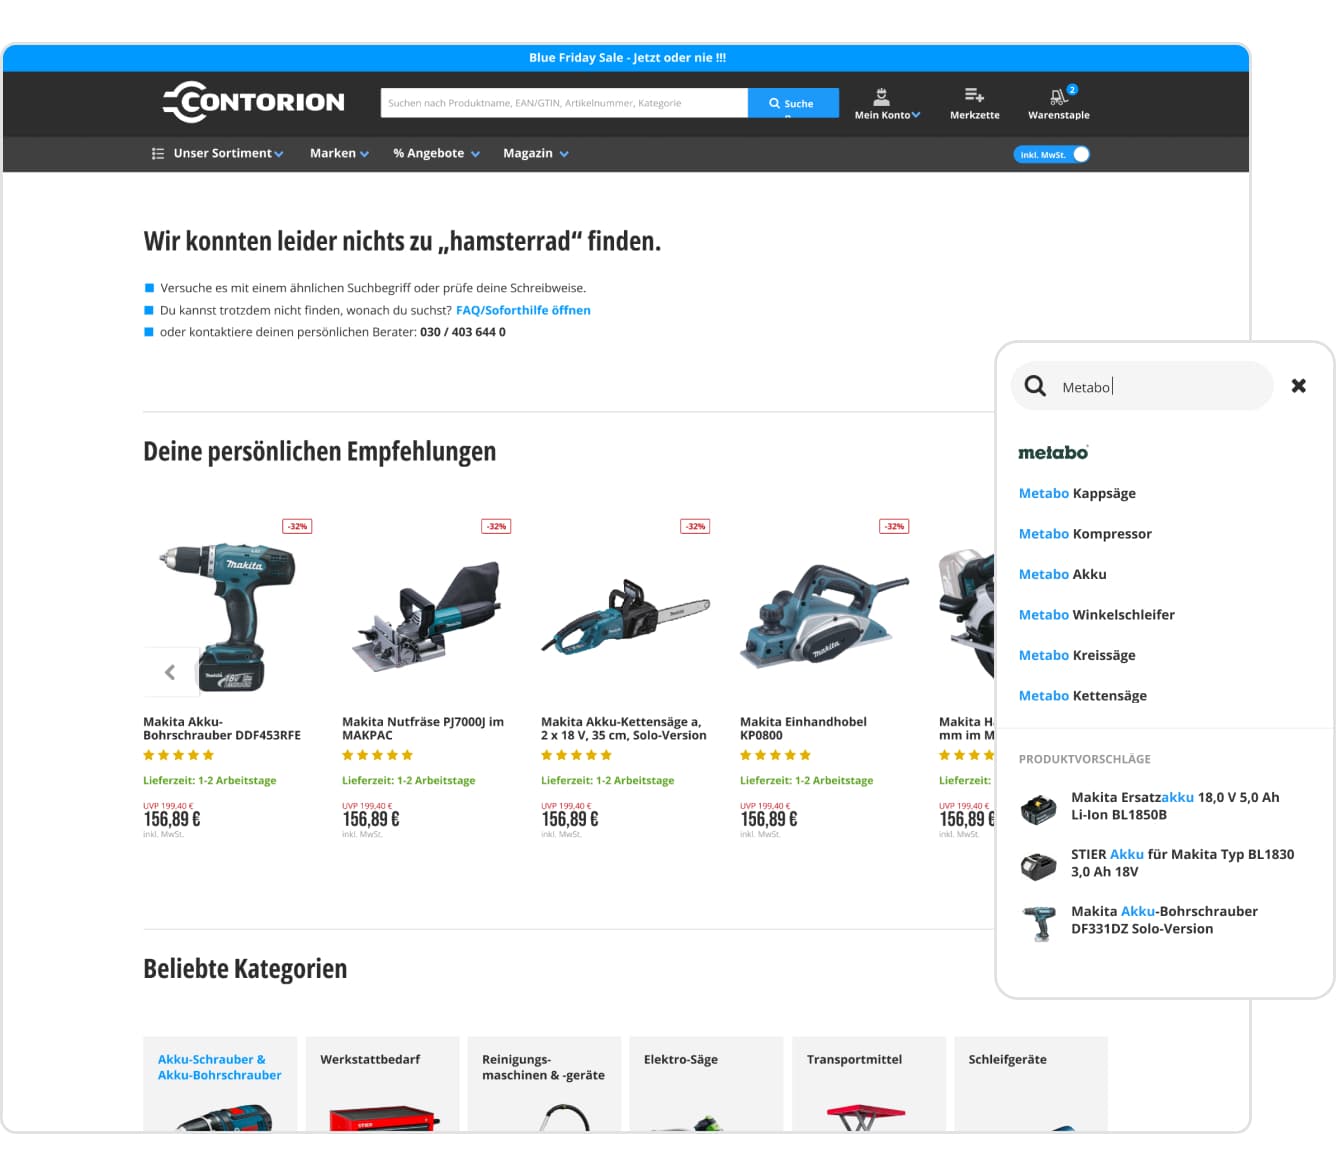 Blue Friday Sale - Jetzt oder nie !!!
CONTORION
Suchen nach Produktname, EAN/GTIN, Artikelnummer, Kategorie
Suche
Mein Konto
Merkzette
2
Warenstaple
Unser Sortiment
Marken
% Angebote
Magazin
Inkl. MwSt.
Wir konnten leider nichts zu „hamsterrad“ finden.
Versuche es mit einem ähnlichen Suchbegriff oder prüfe deine Schreibweise.
Du kannst trotzdem nicht finden, wonach du suchst? FAQ/Soforthilfe öffnen
oder kontaktiere deinen persönlichen Berater: 030 / 403 644 0
Deine persönlichen Empfehlungen
-32%
makita
18V
Makita Akku-
Bohrschrauber DDF453RFE
Lieferzeit: 1-2 Arbeitstage
UVP 199,40 €
156,89 €
inkl. MwSt.
-32%
Makita Nutfräse PJ7000J im
MAKPAC
Lieferzeit: 1-2 Arbeitstage
UVP 199,40 €
156,89 €
inkl. MwSt.
-32%
Makita Akku-Kettensäge a,
2 x 18 V, 35 cm, Solo-Version
Lieferzeit: 1-2 Arbeitstage
UVP 199,40 €
156,89 €
inkl. MwSt.
-32%
makita
Makita Einhandhobel
KP0800
Lieferzeit: 1-2 Arbeitstage
UVP 199,40 €
156,89 €
inkl. MwSt.
Makita H
mm im M
Lieferzeit:
UVP 199,40 €
156,89 €
inkl. MwSt.
Metabo
metabo
Metabo Kappsäge
Metabo Kompressor
Metabo Akku
Metabo Winkelschleifer
Metabo Kreissäge
Metabo Kettensäge
PRODUKTVORSCHLÄGE
Makita Ersatzakku 18,0 V 5,0 Ah
Li-Ion BL1850B
STIER Akku für Makita Typ BL1830
3,0 Ah 18V
Makita Akku-Bohrschrauber
DF331DZ Solo-Version
Beliebte Kategorien
Akku-Schrauber &
Akku-Bohrschrauber
Werkstattbedarf
STIER
Reinigungs-
maschinen & -geräte
Elektro-Säge
Transportmittel
Schleifgeräte